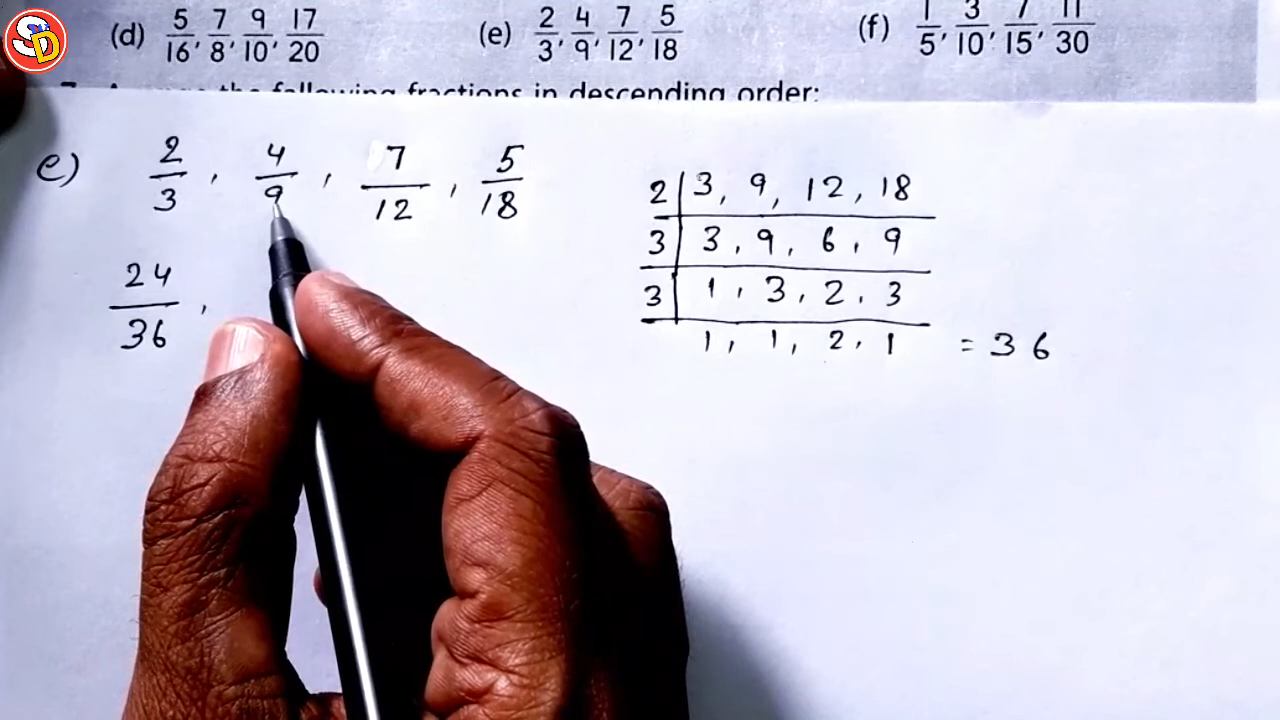 SD
(d) 5/16, 7/8, 9/10, 17/20 (e) 2/3, 4/9, 7/12, 5/18 (f) 1/5, 3/10, 7/15, 11/30
the following fractions in descending order:
e) 2/3, 4/9, 7/12, 5/18
24/36,
2 | 3, 9, 12, 18
3 | 3, 9, 6, 9
3 | 1, 3, 2, 3
1, 1, 2, 1 = 36